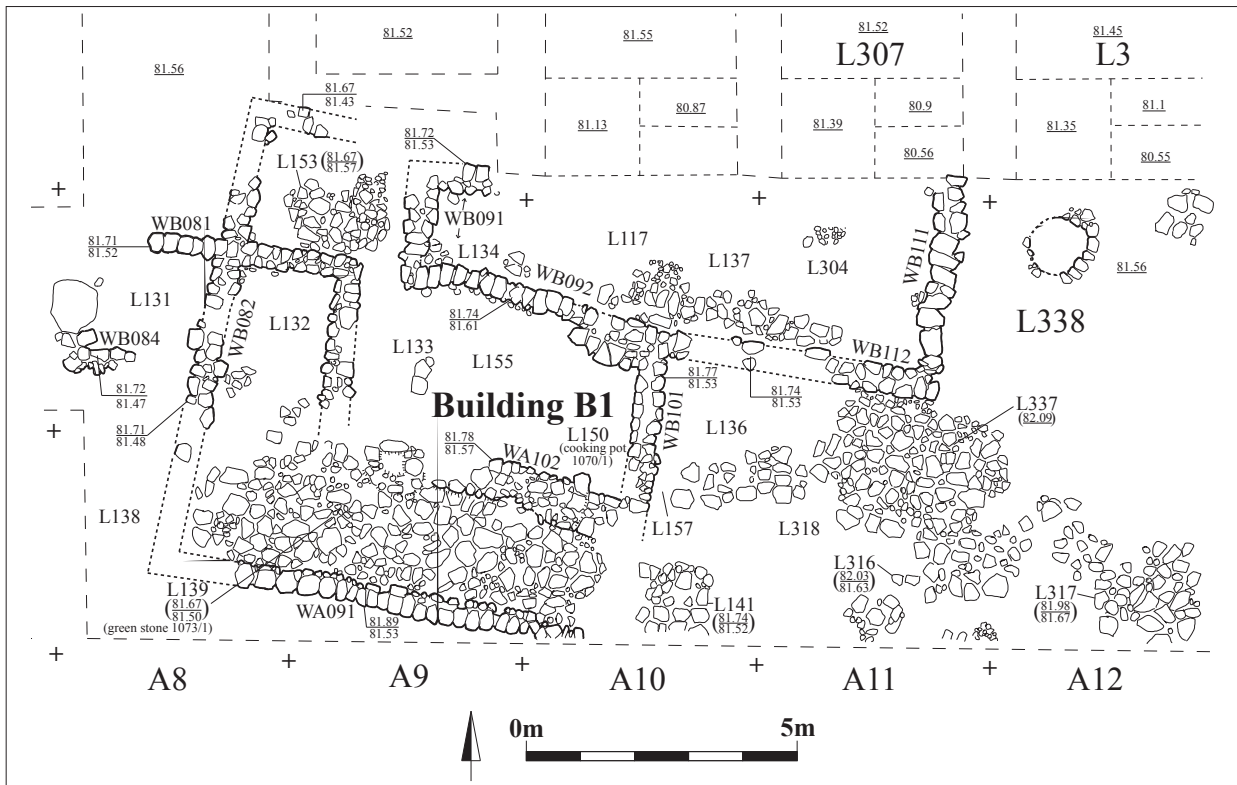 81.52
81.55
81.52
81.45
L307
L3
81.56
81.67
81.43
80.87
80.9
81.1
81.13
81.39
81.35
81.72
81.53
80.56
80.55
L153 (81.67
81.57)
WB081
WB091
81.71
81.52
L134
L117
WB092
L137
L304
WB111
81.56
L131
WB082
L132
L338
81.74
81.61
WB084
L133
L155
WB112
81.72
81.47
81.77
81.53
81.74
81.53
Building B1
WB101
L337
(82.09)
81.71
81.48
81.78
81.57
WA102
L150
(cooking pot
1070/1)
L136
L138
L157
L318
L139
(81.67
81.50)
(green stone 1073/1)
WA091
81.89
81.53
L141
(81.74
81.52)
L316
(82.03
81.63)
L317
(81.98
81.67)
A8
A9
A10
A11
A12
0m
5m